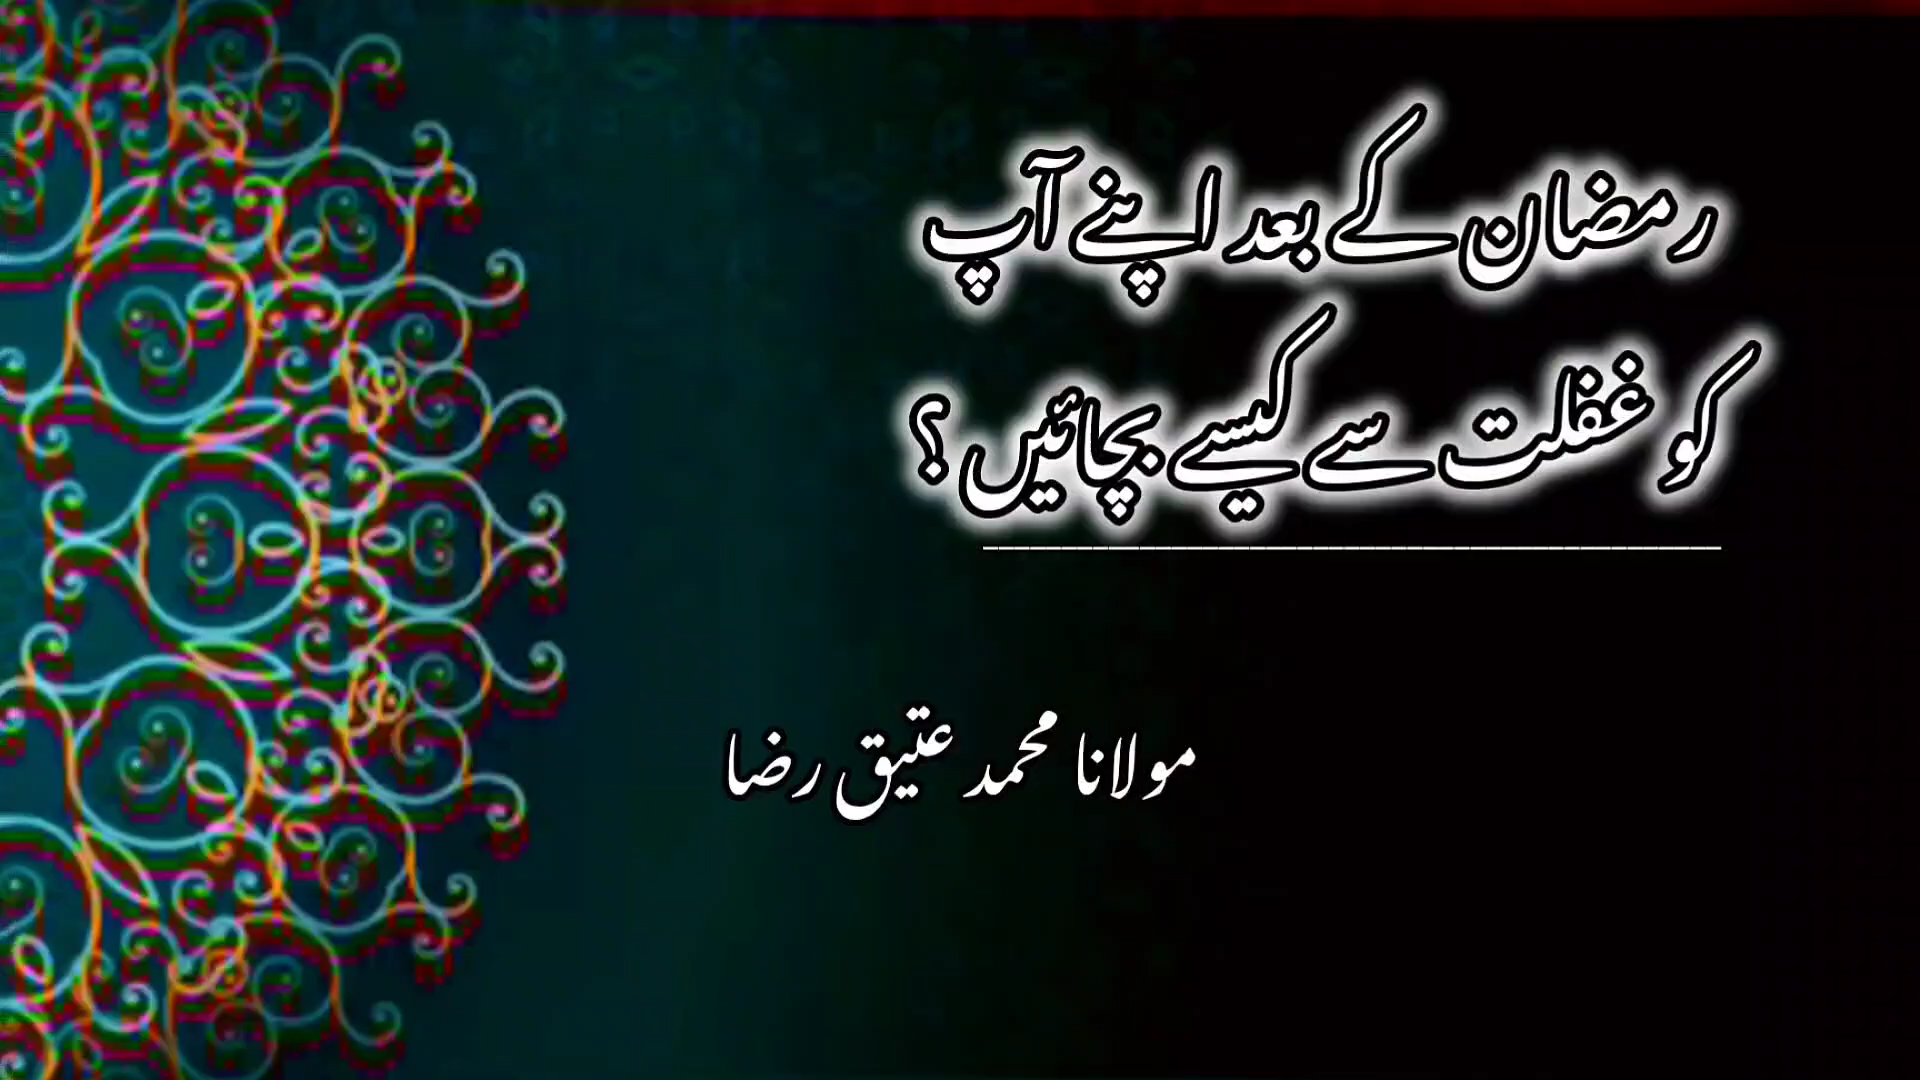 رمضان کے بعد اپنے آپ
کو غفلت سے کیسے بچائیں؟
مولانا محمد عتیق رضا